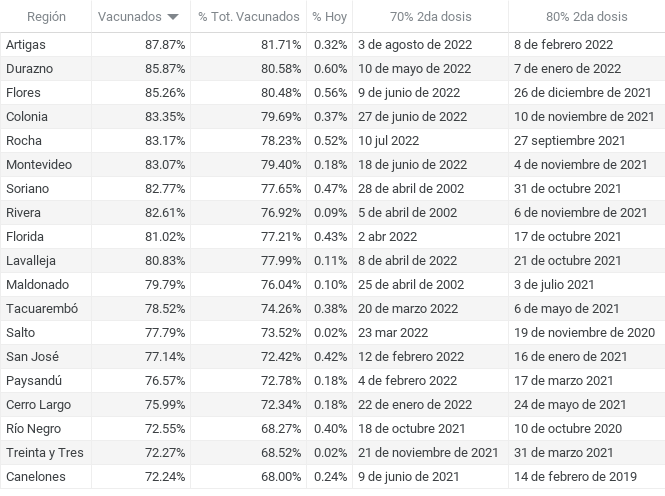 Región Vacunados % Tot. Vacunados % Hoy 70% 2da dosis 80% 2da dosis
Artigas 87.87% 81.71% 0.32% 3 de agosto de 2022 8 de febrero 2022
Durazno 85.87% 80.58% 0.60% 10 de mayo de 2022 7 de enero de 2022
Flores 85.26% 80.48% 0.56% 9 de junio de 2022 26 de diciembre de 2021
Colonia 83.35% 79.69% 0.37% 27 de junio de 2022 10 de noviembre de 2021
Rocha 83.17% 78.23% 0.52% 10 jul 2022 27 septiembre 2021
Montevideo 83.07% 79.40% 0.18% 18 de junio de 2022 4 de noviembre de 2021
Soriano 82.77% 77.65% 0.47% 28 de abril de 2002 31 de octubre 2021
Rivera 82.61% 76.92% 0.09% 5 de abril de 2002 6 de noviembre de 2021
Florida 81.02% 77.21% 0.43% 2 abr 2022 17 de octubre 2021
Lavalleja 80.83% 77.99% 0.11% 8 de abril de 2022 21 de octubre 2021
Maldonado 79.79% 76.04% 0.10% 25 de abril de 2002 3 de julio 2021
Tacuarembó 78.52% 74.26% 0.38% 20 de marzo 2022 6 de mayo de 2021
Salto 77.79% 73.52% 0.02% 23 mar 2022 19 de noviembre de 2020
San José 77.14% 72.42% 0.42% 12 de febrero 2022 16 de enero de 2021
Paysandú 76.57% 72.78% 0.18% 4 de febrero 2022 17 de marzo 2021
Cerro Largo 75.99% 72.34% 0.18% 22 de enero de 2022 24 de mayo de 2021
Río Negro 72.55% 68.27% 0.40% 18 de octubre 2021 10 de octubre 2020
Treinta y Tres 72.27% 68.52% 0.02% 21 de noviembre de 2021 31 de marzo 2021
Canelones 72.24% 68.00% 0.24% 9 de junio de 2021 14 de febrero de 2019